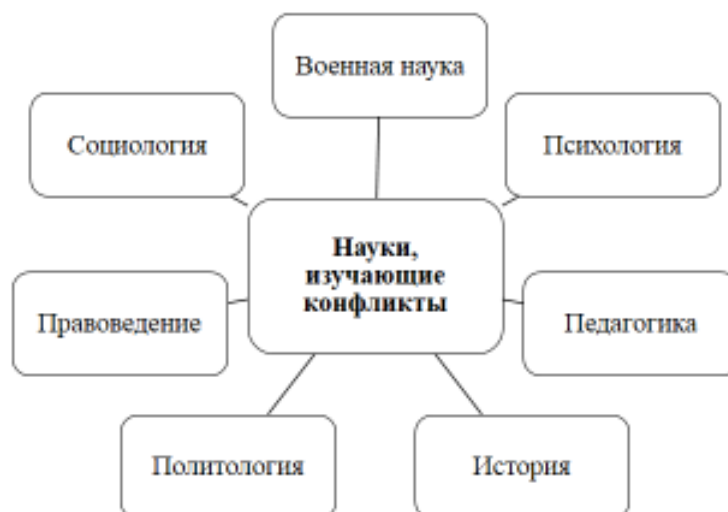 Военная наука
Социология
Психология
Науки,
изучающие
конфликты
Правоведение
Педагогика
Политология
История